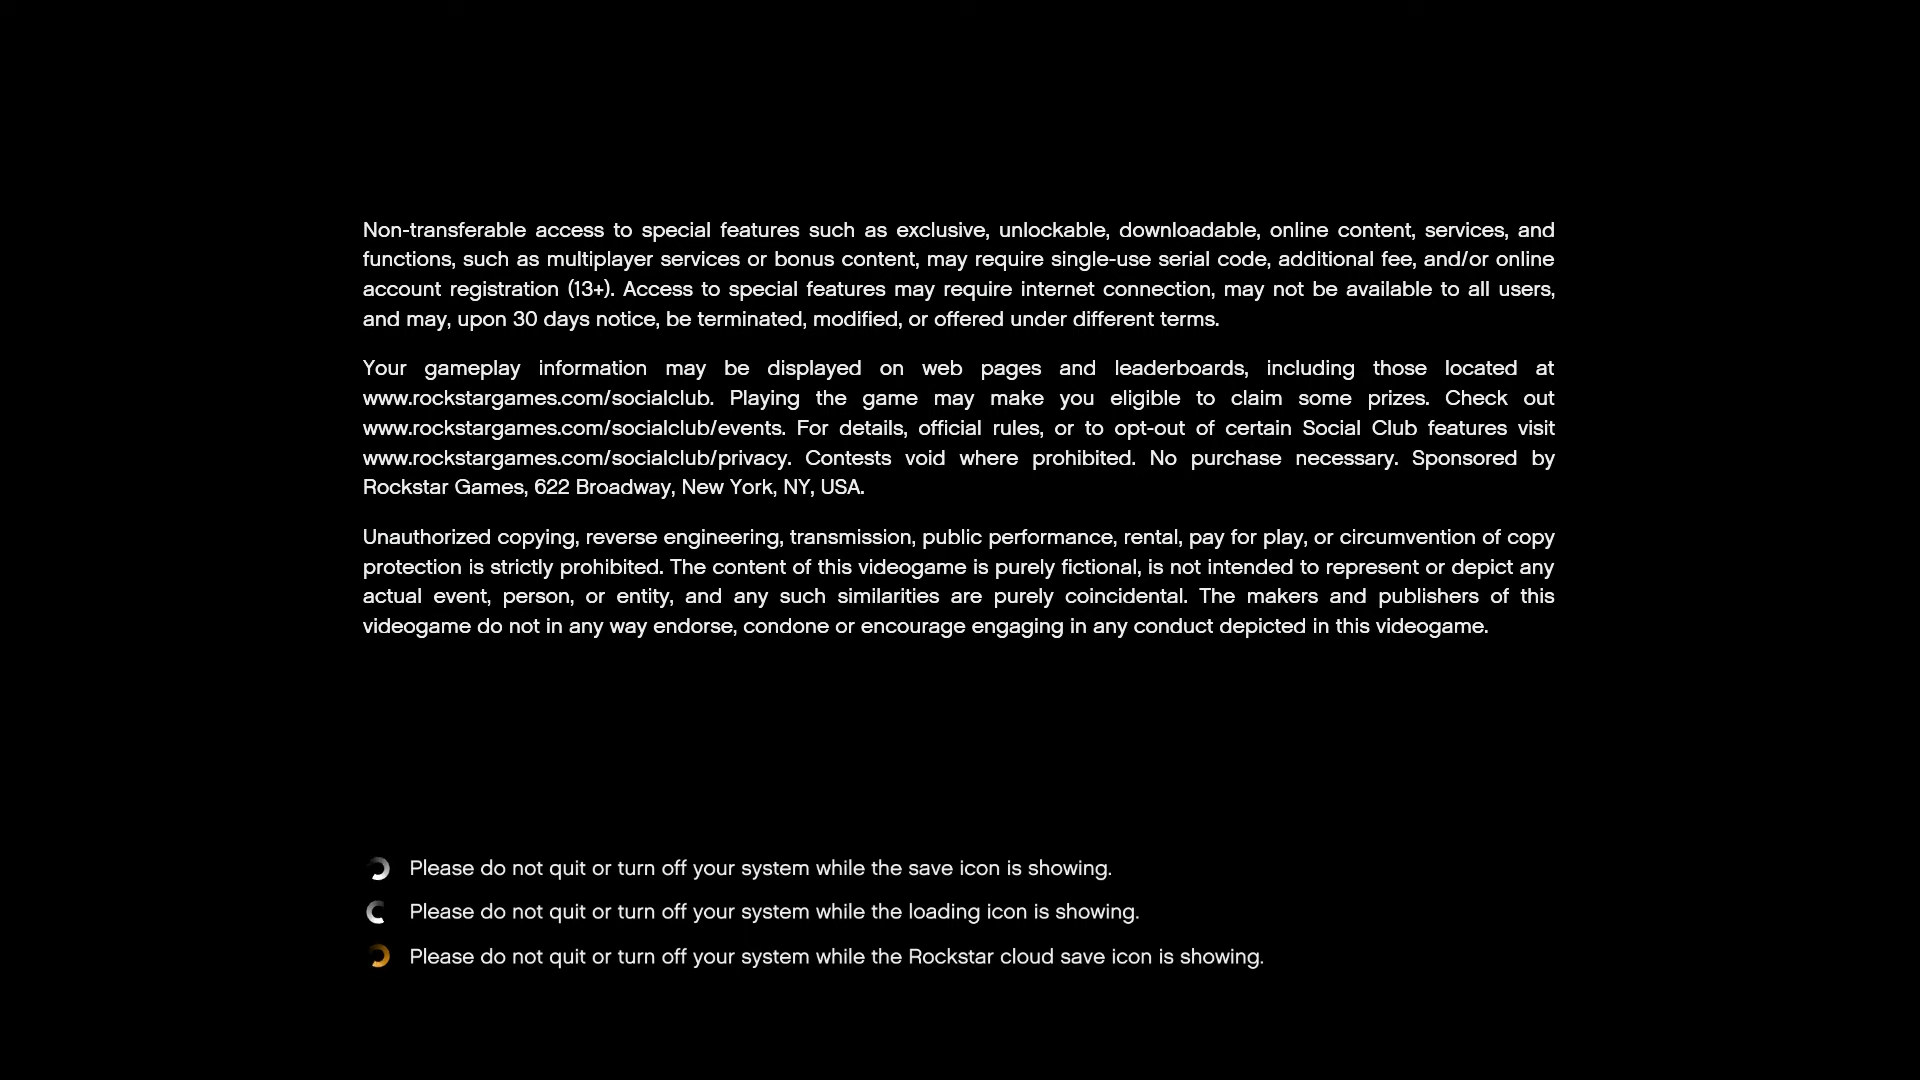 Non-transferable access to special features such as exclusive, unlockable, downloadable, online content, services, and
functions, such as multiplayer services or bonus content, may require single-use serial code, additional fee, and/or online
account registration (13+). Access to special features may require internet connection, may not be available to all users,
and may, upon 30 days notice, be terminated, modified, or offered under different terms.
Your gameplay information may be displayed on web pages and leaderboards, including those located at
www.rockstargames.com/socialclub. Playing the game may make you eligible to claim some prizes. Check out
www.rockstargames.com/socialclub/events. For details, official rules, or to opt-out of certain Social Club features visit
www.rockstargames.com/socialclub/privacy. Contests void where prohibited. No purchase necessary. Sponsored by
Rockstar Games, 622 Broadway, New York, NY, USA.
Unauthorized copying, reverse engineering, transmission, public performance, rental, pay for play, or circumvention of copy
protection is strictly prohibited. The content of this videogame is purely fictional, is not intended to represent or depict any
actual event, person, or entity, and any such similarities are purely coincidental. The makers and publishers of this
videogame do not in any way endorse, condone or encourage engaging in any conduct depicted in this videogame.
Please do not quit or turn off your system while the save icon is showing.
Please do not quit or turn off your system while the loading icon is showing.
Please do not quit or turn off your system while the Rockstar cloud save icon is showing.